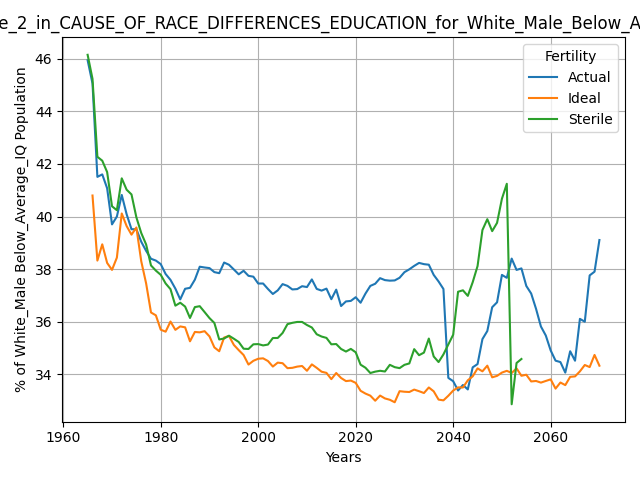 e_2_in_CAUSE_OF_RACE_DIFFERENCES_EDUCATION_for_White_Male_Below_A
Fertility
Actual
Ideal
Sterile
% of White_Male Below_Average_IQ Population
46
44
42
40
38
36
34
1960
1980
2000
2020
2040
2060
Years